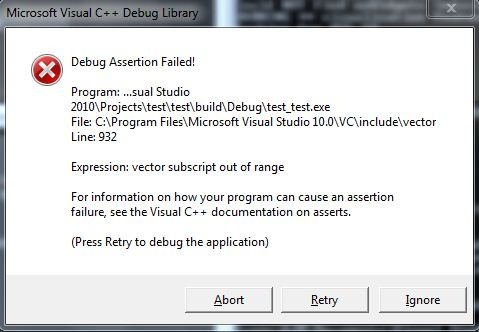 Microsoft Visual C++ Debug Library
Debug Assertion Failed!
Program: ...sual Studio
2010\Projects\test\test\build\Debug\test_test.exe
File: C:\Program Files\Microsoft Visual Studio 10.0\VC\include\vector
Line: 932
Expression: vector subscript out of range
For information on how your program can cause an assertion
failure, see the Visual C++ documentation on asserts.
(Press Retry to debug the application)
Abort Retry Ignore